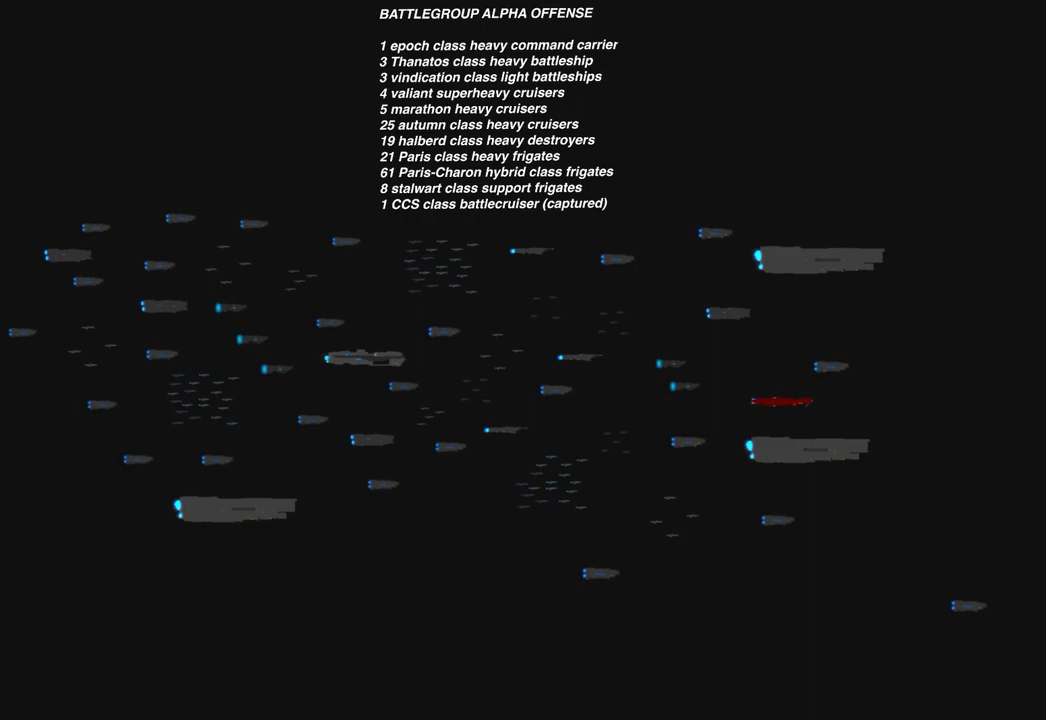 BATTLEGROUP ALPHA OFFENSE
1 epoch class heavy command carrier
3 Thanatos class heavy battleship
3 vindication class light battleships
4 valiant superheavy cruisers
5 marathon heavy cruisers
25 autumn class heavy cruisers
19 halberd class heavy destroyers
21 Paris class heavy frigates
61 Paris-Charon hybrid class frigates
8 stalwart class support frigates
1 CCS class battlecruiser (captured)